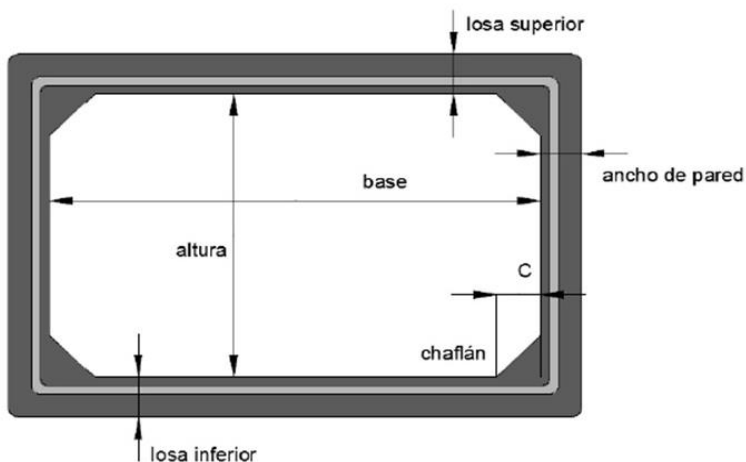 losa superior
ancho de pared
base
altura
C
chaflán
losa inferior